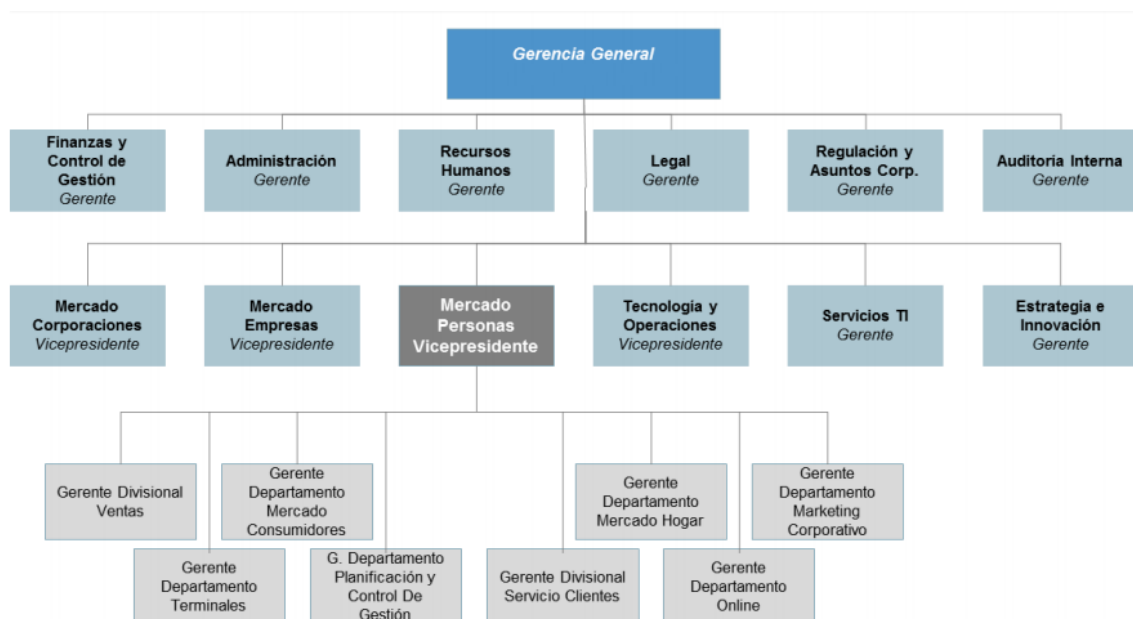 Gerencia General
Finanzas y
Control de
Gestión
Gerente
Administración
Gerente
Recursos
Humanos
Gerente
Legal
Gerente
Regulación y
Asuntos Corp.
Gerente
Auditoria Interna
Gerente
Mercado
Corporaciones
Vicepresidente
Mercado
Empresas
Vicepresidente
Mercado
Personas
Vicepresidente
Tecnología y
Operaciones
Vicepresidente
Servicios TI
Gerente
Estrategia e
Innovación
Gerente
Gerente Divisional
Ventas
Gerente
Departamento
Mercado
Consumidores
Gerente
Departamento
Mercado Hogar
Gerente
Departamento
Marketing
Corporativo
Gerente
Departamento
Terminales
G. Departamento
Planificación y
Control De
Gestión
Gerente Divisional
Servicio Clientes
Gerente
Departamento
Online